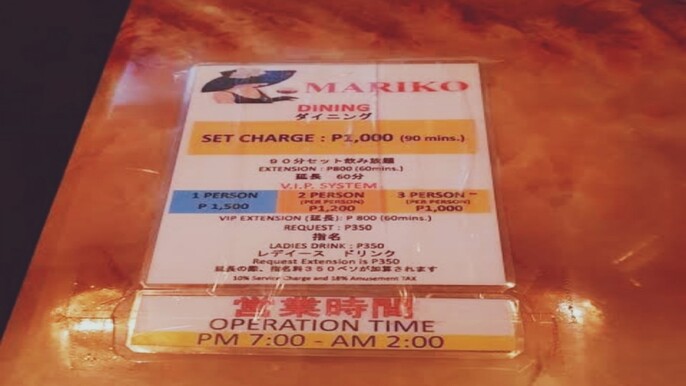 MARIKO
DINING
ダイニング
SET CHARGE : P1,000 (90 mins.)
90分セット飲み放題
EXTENSION : P800 (60mins.)
延長 60分
V.I.P. SYSTEM
1 PERSON
P 1,500
2 PERSON
(PER PERSON)
P1,200
3 PERSON ~
(PER PERSON)
P1,000
VIP EXTENSION (延長): P 800 (60mins.)
REQUEST : P350
指名
LADIES DRINK : P350
レディース ドリンク
Request Extension is P350
延長の際、指名料350ペソが加算されます
10% Service Charge and 18% Amusement TAX
営業時間
OPERATION TIME
PM 7:00 - AM 2:00